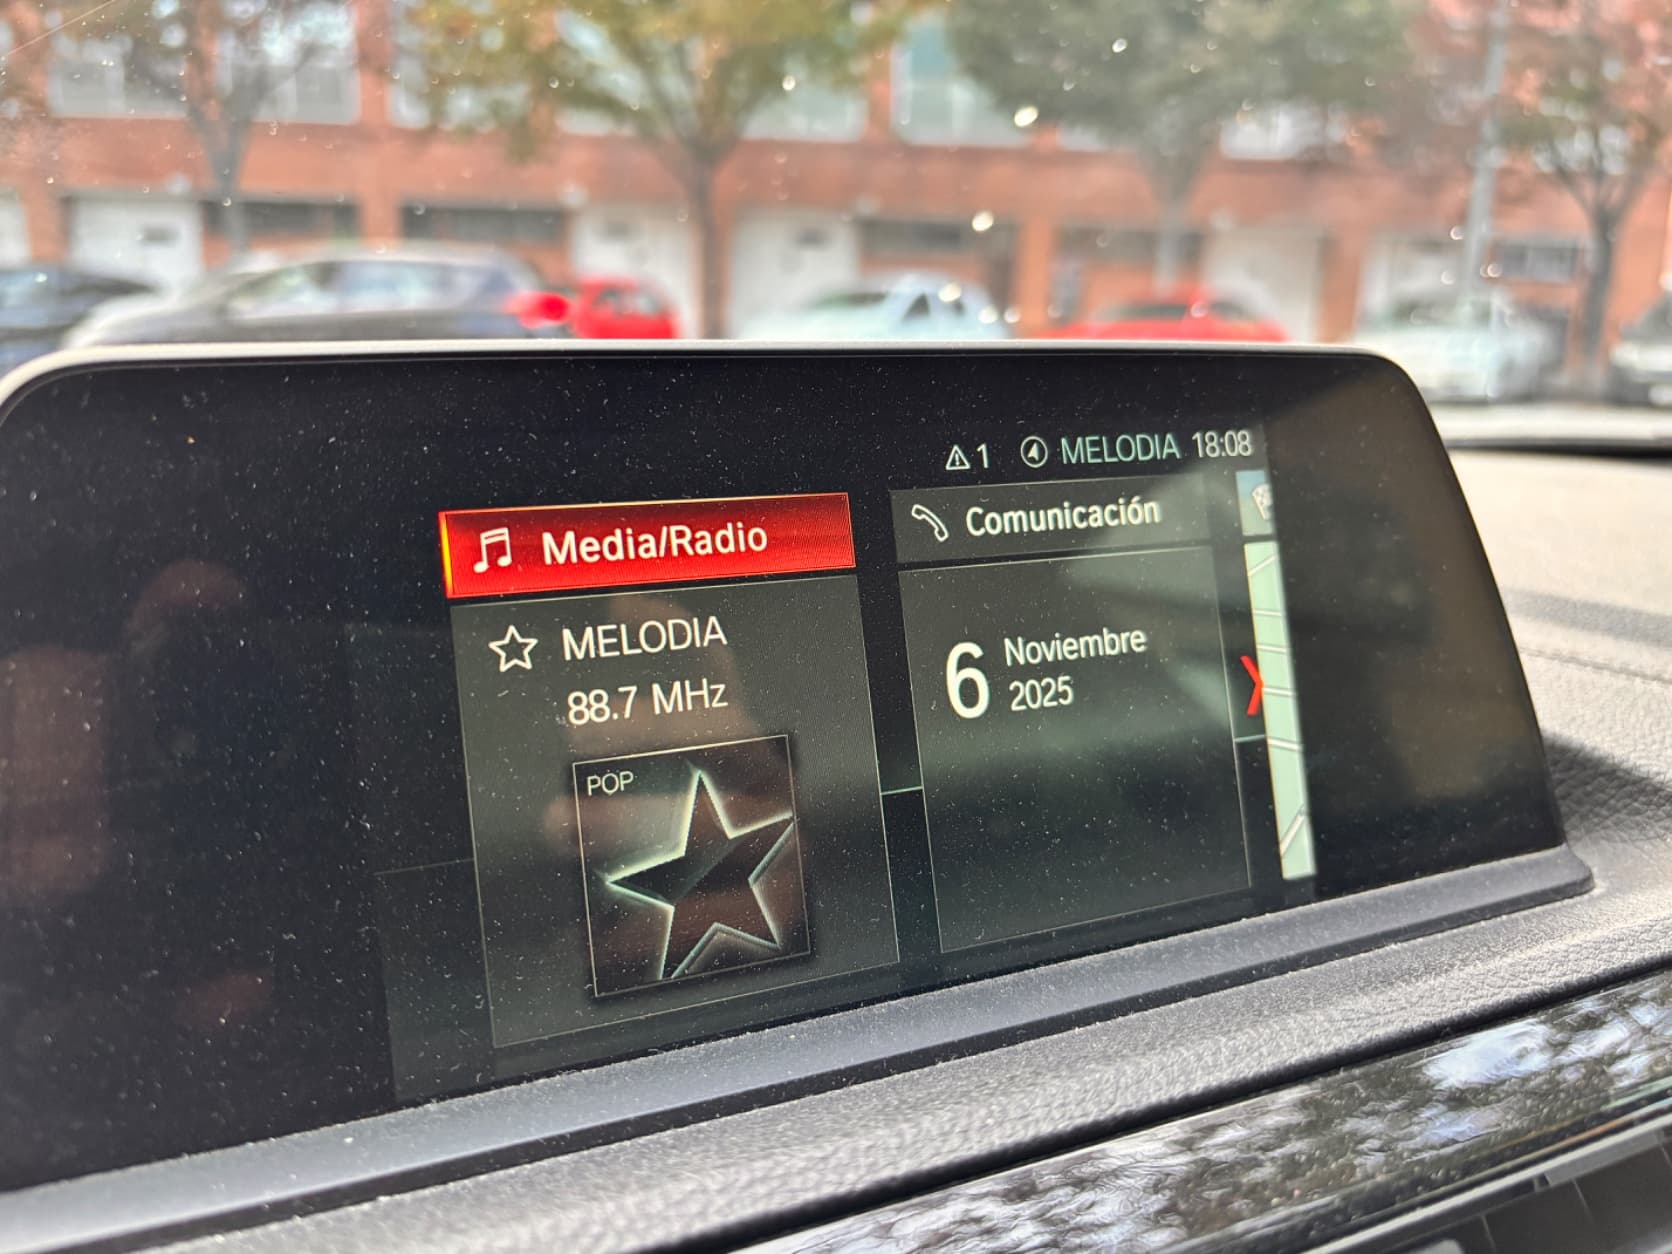 1 MELODIA 18:08
Media/Radio
MELODIA
88.7 MHz
POP
Comunicación
6 Noviembre
2025